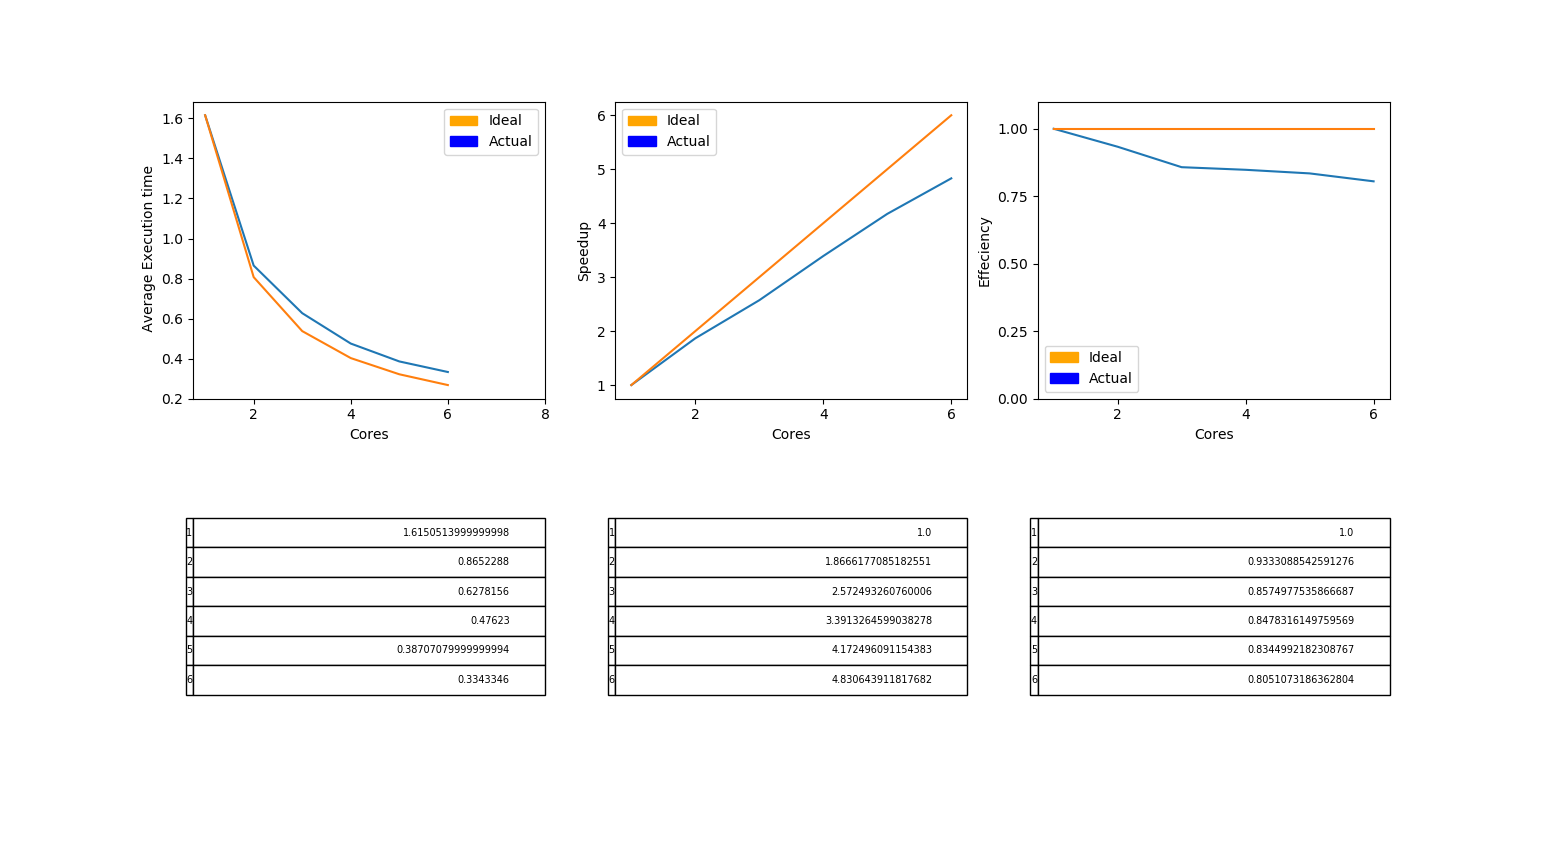 1.6
1.4
1.2
1.0
0.8
0.6
0.4
0.2
Average Execution time
2 4 6 8
Cores
Ideal
Actual
6
5
4
3
2
1
Speedup
2 4 6
Cores
Ideal
Actual
1.00
0.75
0.50
0.25
0.00
Effeciency
2 4 6
Cores
Ideal
Actual
1 1.6150513999999998
2 0.8652288
3 0.6278156
4 0.47623
5 0.38707079999999994
6 0.3343346
1 1.0
2 1.8666177085182551
3 2.572493260760006
4 3.3913264599038278
5 4.172496091154383
6 4.830643911817682
1 1.0
2 0.9333088542591276
3 0.8574977535866687
4 0.8478316149759569
5 0.8344992182308767
6 0.8051073186362804